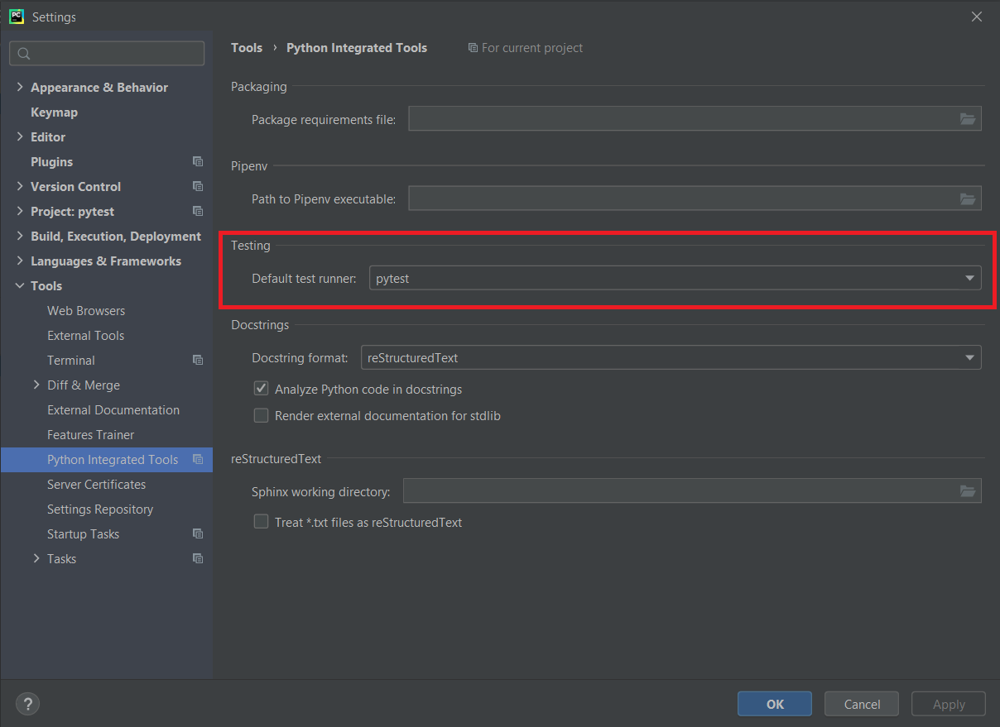 PC
Settings
Appearance & Behavior
Keymap
Editor
Plugins
Version Control
Project: pytest
Build, Execution, Deployment
Languages & Frameworks
Tools
Web Browsers
External Tools
Terminal
Diff & Merge
External Documentation
Features Trainer
Python Integrated Tools
Server Certificates
Settings Repository
Startup Tasks
Tasks
Tools › Python Integrated Tools For current project
Packaging
Package requirements file:
Pipenv
Path to Pipenv executable:
Testing
Default test runner: pytest
Docstrings
Docstring format: reStructuredText
Analyze Python code in docstrings
Render external documentation for stdlib
reStructuredText
Sphinx working directory:
Treat *.txt files as reStructuredText
? OK Cancel Apply